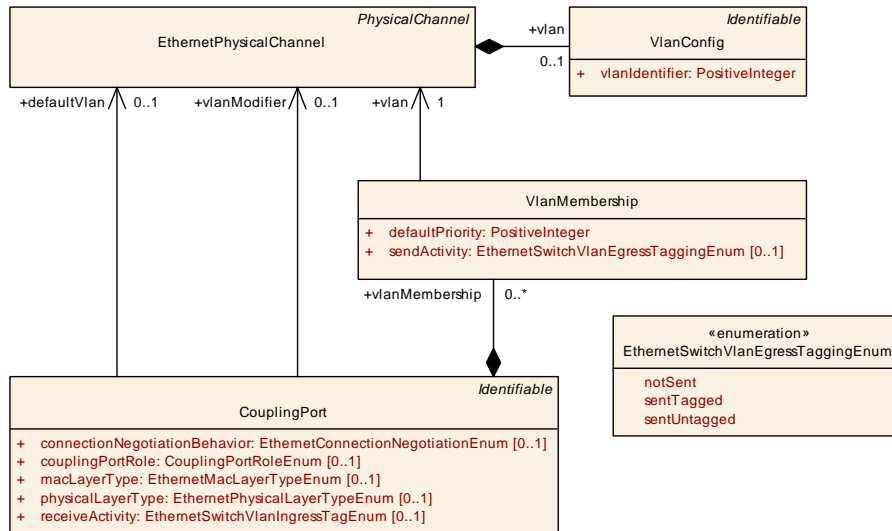 PhysicalChannel
EthernetPhysicalChannel
+vlan
0..1
Identifiable
VlanConfig
+ vlanIdentifier: PositiveInteger
+defaultVlan 0..1
+vlanModifier 0..1
+vlan 1
VlanMembership
+ defaultPriority: PositiveInteger
+ sendActivity: EthernetSwitchVlanEgressTaggingEnum [0..1]
+vlanMembership 0..*
«enumeration»
EthernetSwitchVlanEgressTaggingEnum
notSent
sentTagged
sentUntagged
Identifiable
CouplingPort
+ connectionNegotiationBehavior: EthernetConnectionNegotiationEnum [0..1]
+ couplingPortRole: CouplingPortRoleEnum [0..1]
+ macLayerType: EthernetMacLayerTypeEnum [0..1]
+ physicalLayerType: EthernetPhysicalLayerTypeEnum [0..1]
+ receiveActivity: EthernetSwitchVlanIngressTagEnum [0..1]